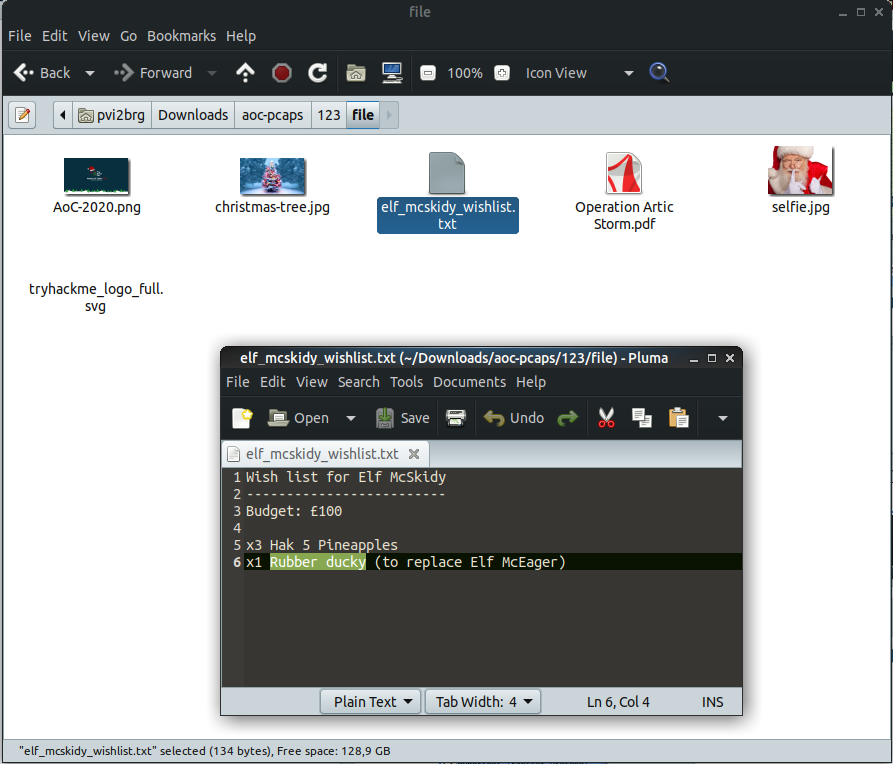 file
File Edit View Go Bookmarks Help
Back Forward 100% Icon View
pvi2brg Downloads aoc-pcaps 123 file
AoC-2020.png
christmas-tree.jpg
elf_mcskidy_wishlist.
txt
Operation Artic
Storm.pdf
selfie.jpg
tryhackme_logo_full.
svg
elf_mcskidy_wishlist.txt (~/Downloads/aoc-pcaps/123/file) - Pluma
File Edit View Search Tools Documents Help
Open Save Undo
elf_mcskidy_wishlist.txt
1 Wish list for Elf McSkidy
2 -------------------------
3 Budget: £100
4
5 x3 Hak 5 Pineapples
6 x1 Rubber ducky (to replace Elf McEager)
Plain Text Tab Width: 4 Ln 6, Col 4 INS
"elf_mcskidy_wishlist.txt" selected (134 bytes), Free space: 128,9 GB